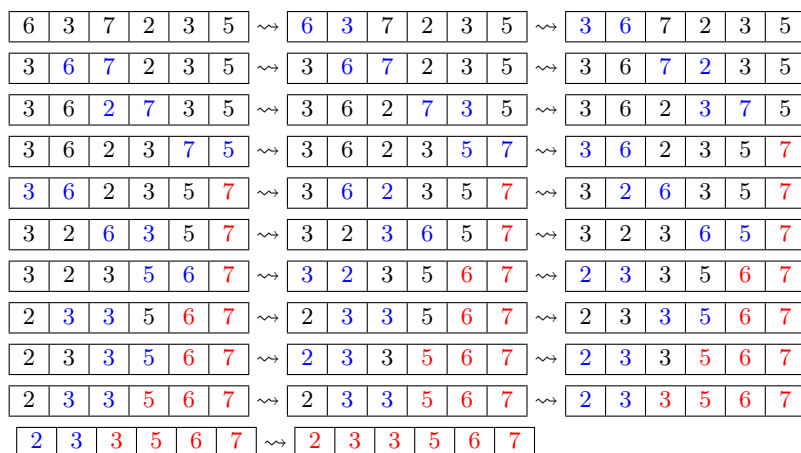 6 3 7 2 3 5 ⇝ 6 3 7 2 3 5 ⇝ 3 6 7 2 3 5
3 6 7 2 3 5 ⇝ 3 6 7 2 3 5 ⇝ 3 6 7 2 3 5
3 6 2 7 3 5 ⇝ 3 6 2 7 3 5 ⇝ 3 6 2 3 7 5
3 6 2 3 7 5 ⇝ 3 6 2 3 5 7 ⇝ 3 6 2 3 5 7
3 6 2 3 5 7 ⇝ 3 6 2 3 5 7 ⇝ 3 2 6 3 5 7
3 2 6 3 5 7 ⇝ 3 2 3 6 5 7 ⇝ 3 2 3 6 5 7
3 2 3 5 6 7 ⇝ 3 2 3 5 6 7 ⇝ 2 3 3 5 6 7
2 3 3 5 6 7 ⇝ 2 3 3 5 6 7 ⇝ 2 3 3 5 6 7
2 3 3 5 6 7 ⇝ 2 3 3 5 6 7 ⇝ 2 3 3 5 6 7
2 3 3 5 6 7 ⇝ 2 3 3 5 6 7 ⇝ 2 3 3 5 6 7
2 3 3 5 6 7 ⇝ 2 3 3 5 6 7